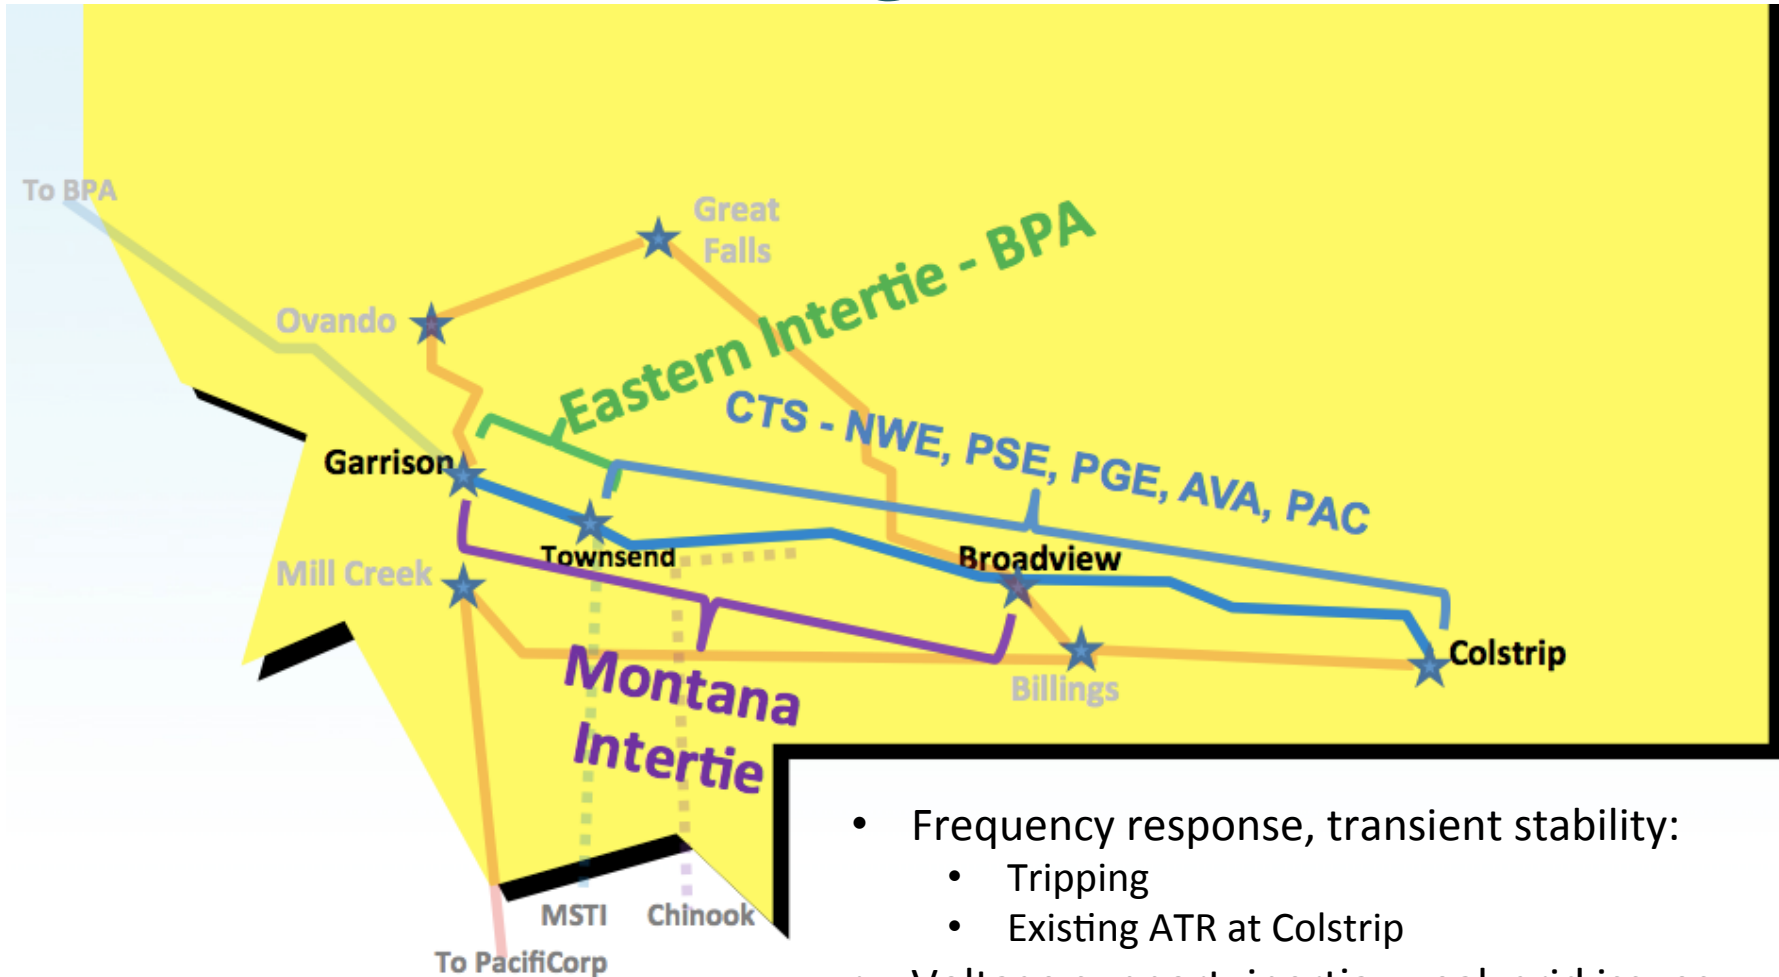 To BPA
Great
Falls
Ovando
Eastern Intertie - BPA
CTS - NWE, PSE, PGE, AVA, PAC
Garrison
Townsend
Broadview
Mill Creek
Colstrip
Billings
Montana
Intertie
MSTI
Chinook
To PacifiCorp
• Frequency response, transient stability:
• Tripping
• Existing ATR at Colstrip